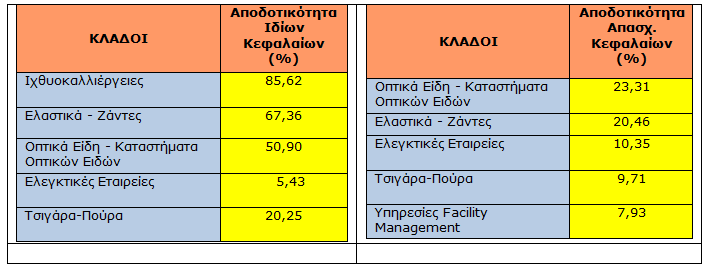 ΚΛΑΔΟΙ
Αποδοτικότητα
Ιδίων
Κεφαλαίων
(%)
Ιχθυοκαλλιέργειες
85,62
Ελαστικά - Ζάντες
67,36
Οπτικά Είδη - Καταστήματα
Οπτικών Ειδών
50,90
Ελεγκτικές Εταιρείες
5,43
Τσιγάρα-Πούρα
20,25
ΚΛΑΔΟΙ
Αποδοτικότητα
Απασχ.
Κεφαλαίων
(%)
Οπτικά Είδη - Καταστήματα
Οπτικών Ειδών
23,31
Ελαστικά - Ζάντες
20,46
Ελεγκτικές Εταιρείες
10,35
Τσιγάρα-Πούρα
9,71
Υπηρεσίες Facility
Management
7,93